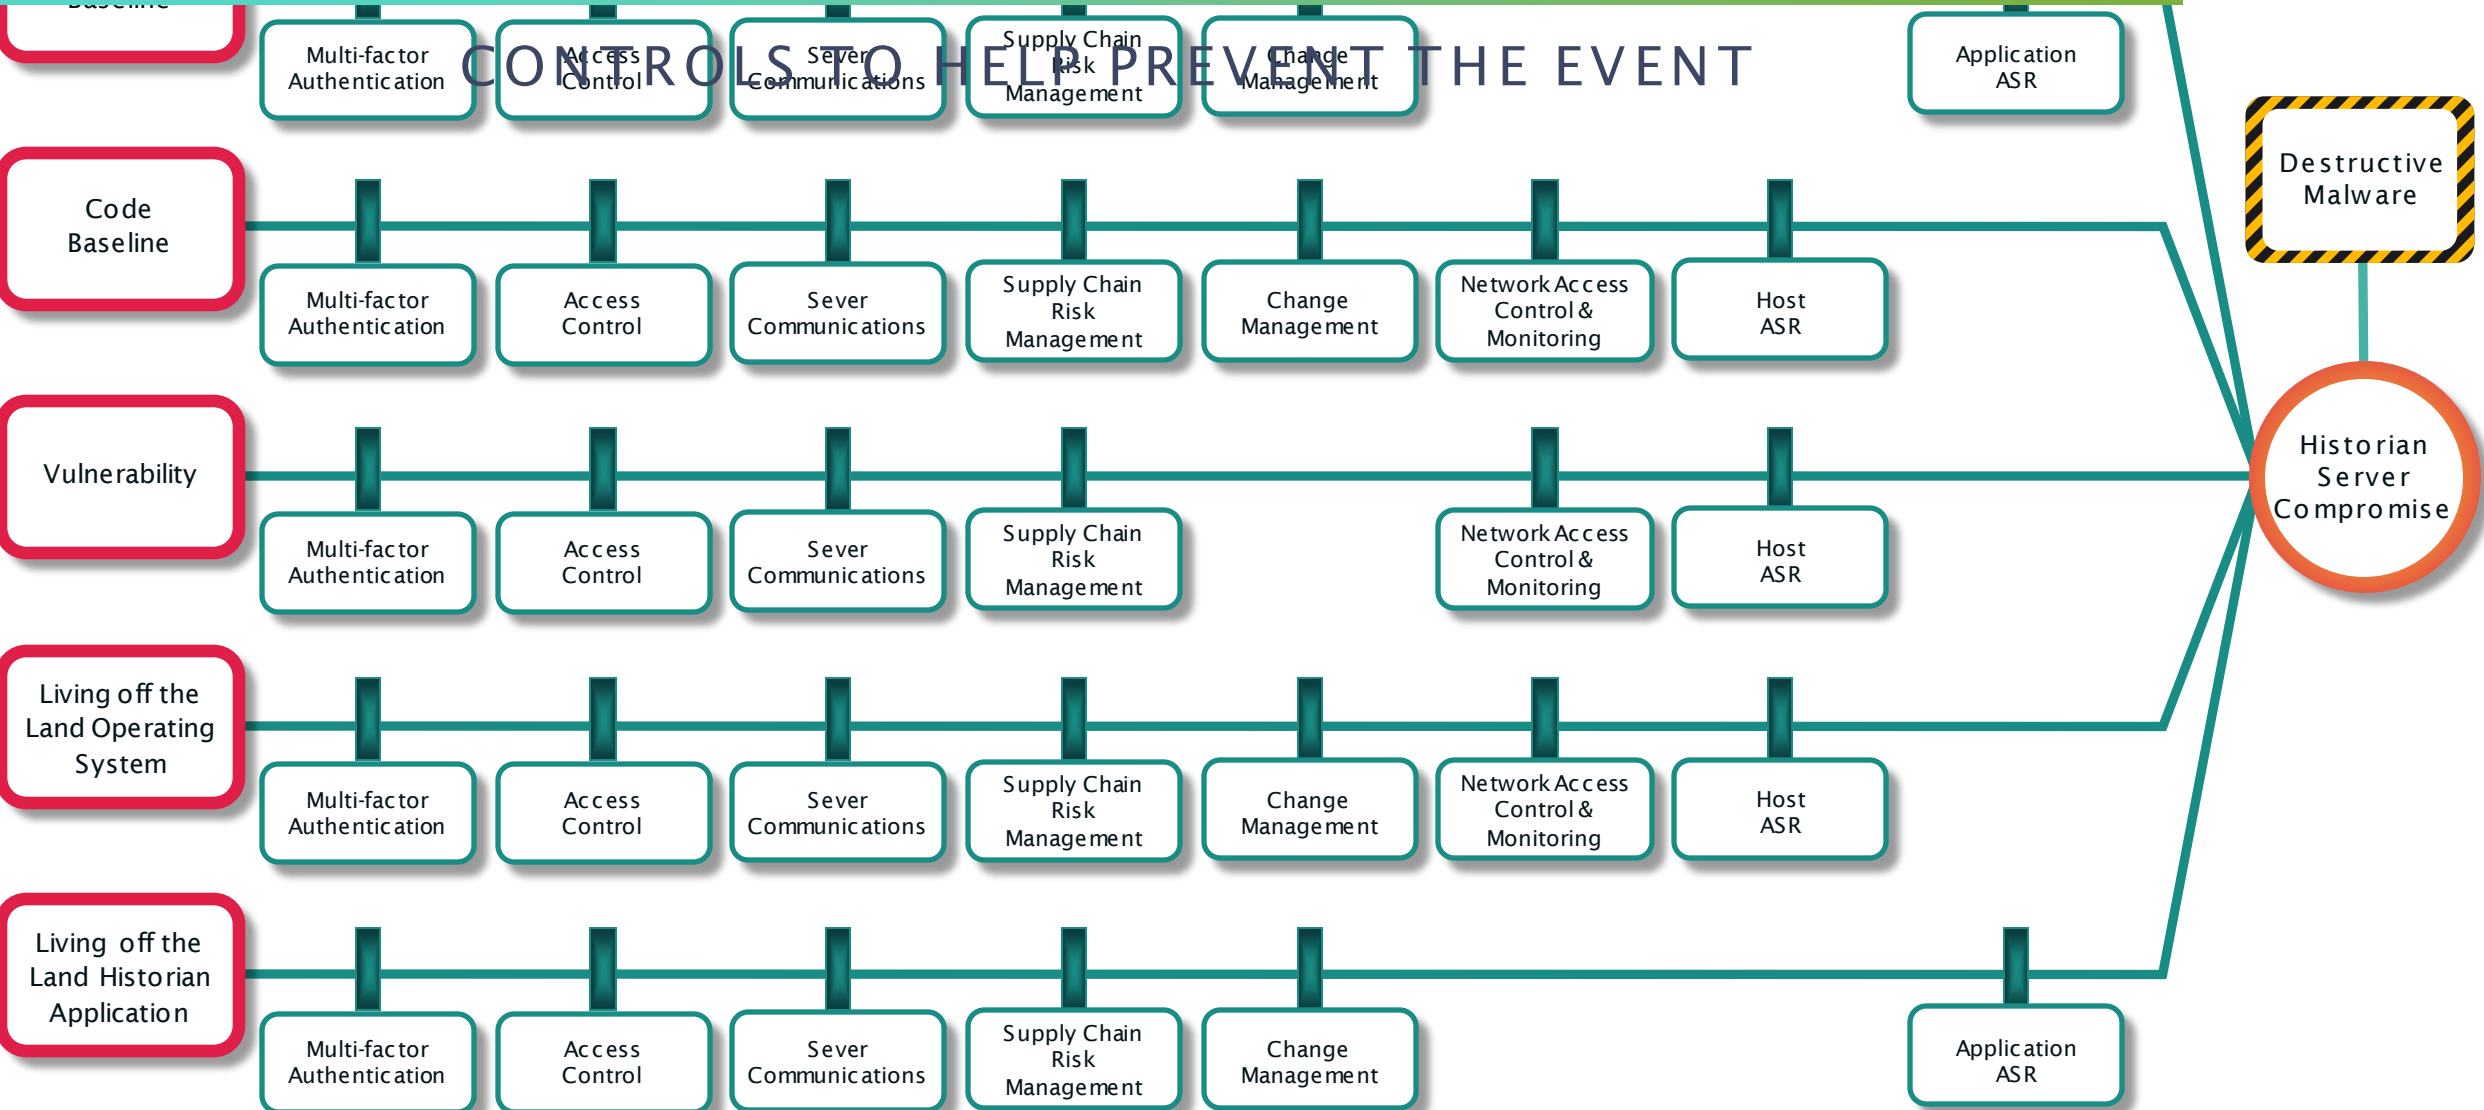 Baseline
Multi-factor
Authentication
Access
Control
Sever
Communications
Supply Chain
Risk
Management
Change
Management
Application
ASR
CONTROLS TO HELP PREVENT THE EVENT
Destructive
Malware
Code
Baseline
Multi-factor
Authentication
Access
Control
Sever
Communications
Supply Chain
Risk
Management
Change
Management
Network Access
Control &
Monitoring
Host
ASR
Historian
Server
Compromise
Vulnerability
Multi-factor
Authentication
Access
Control
Sever
Communications
Supply Chain
Risk
Management
Network Access
Control &
Monitoring
Host
ASR
Living off the
Land Operating
System
Multi-factor
Authentication
Access
Control
Sever
Communications
Supply Chain
Risk
Management
Change
Management
Network Access
Control &
Monitoring
Host
ASR
Living off the
Land Historian
Application
Multi-factor
Authentication
Access
Control
Sever
Communications
Supply Chain
Risk
Management
Change
Management
Application
ASR